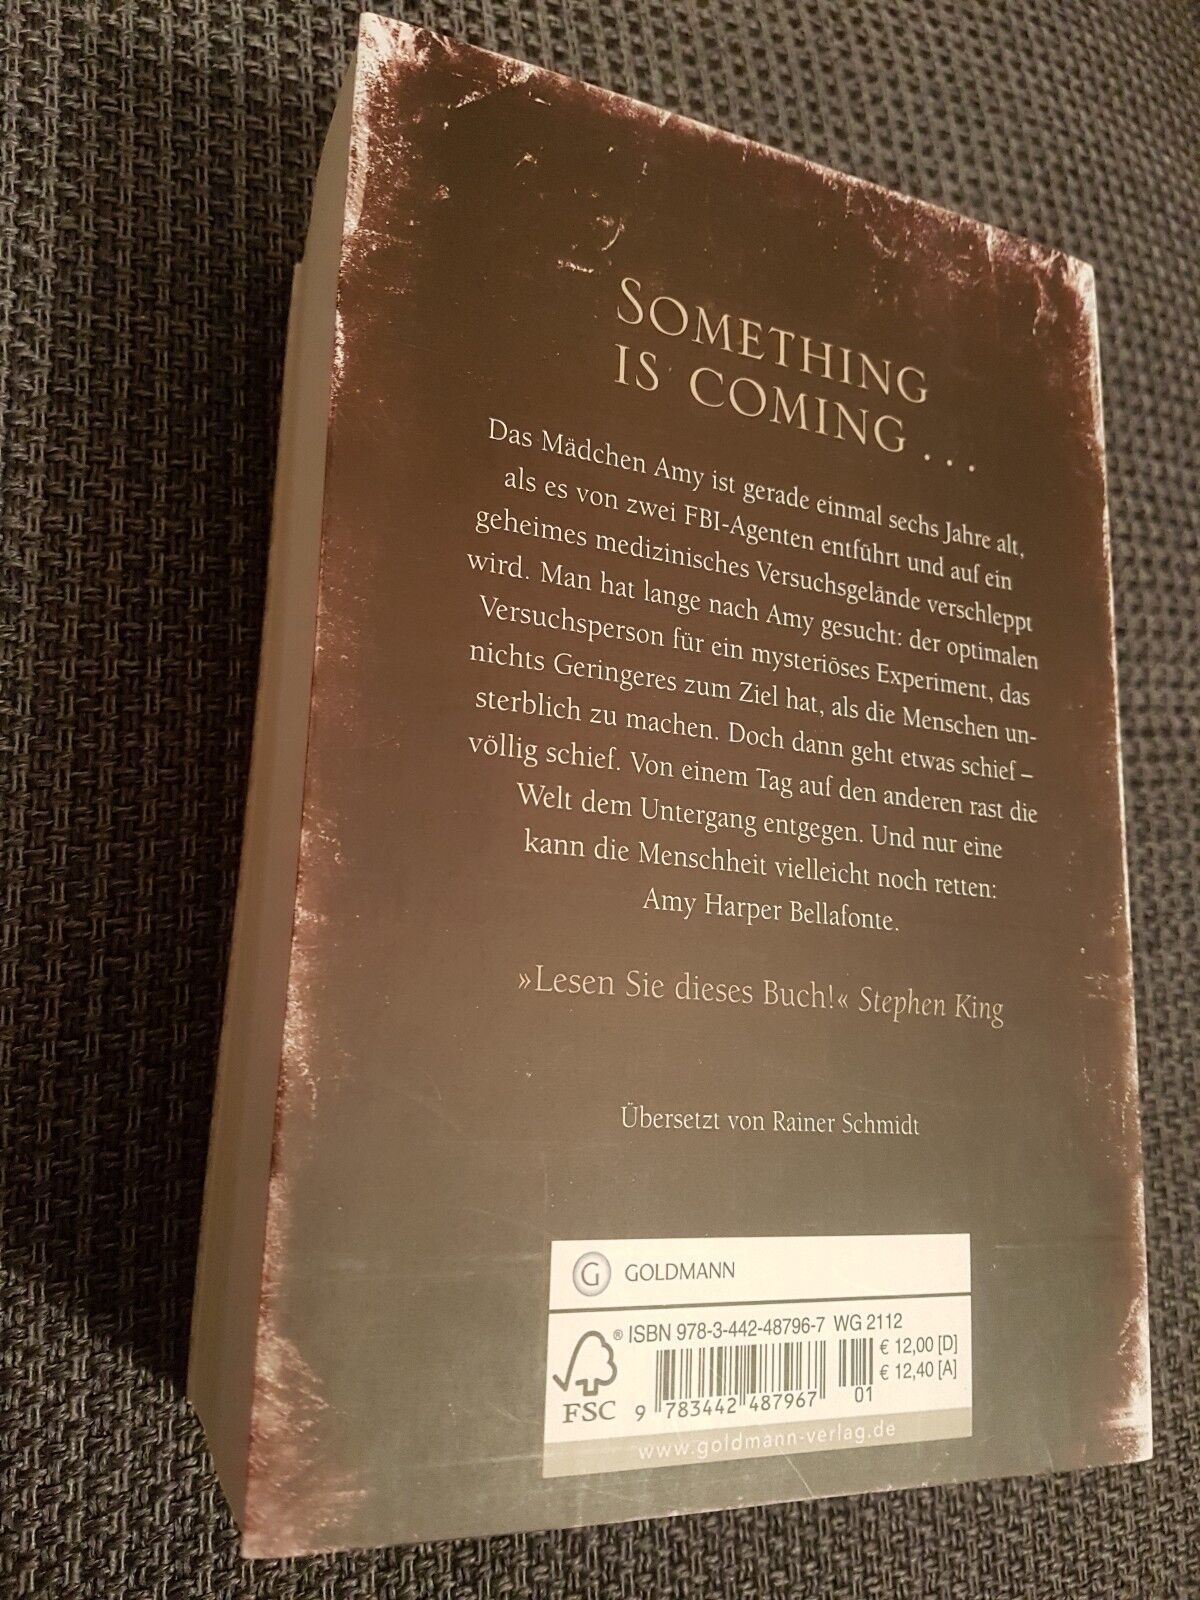 SOMETHING
IS COMING . . .
Das Mädchen Amy ist gerade einmal sechs Jahre alt,
als es von zwei FBI-Agenten entführt und auf ein
geheimes medizinisches Versuchsgelände verschleppt
wird. Man hat lange nach Amy gesucht: der optimalen
Versuchsperson für ein mysteriöses Experiment, das
nichts Geringeres zum Ziel hat, als die Menschen un-
sterblich zu machen. Doch dann geht etwas schief –
völlig schief. Von einem Tag auf den anderen rast die
Welt dem Untergang entgegen. Und nur eine
kann die Menschheit vielleicht noch retten:
Amy Harper Bellafonte.
»Lesen Sie dieses Buch!« Stephen King
Übersetzt von Rainer Schmidt
G GOLDMANN
® ISBN 978-3-442-48796-7 WG 2112
€ 12,00 [D]
€ 12,40 [A]
FSC
9 783442 487967 01
www.goldmann-verlag.de